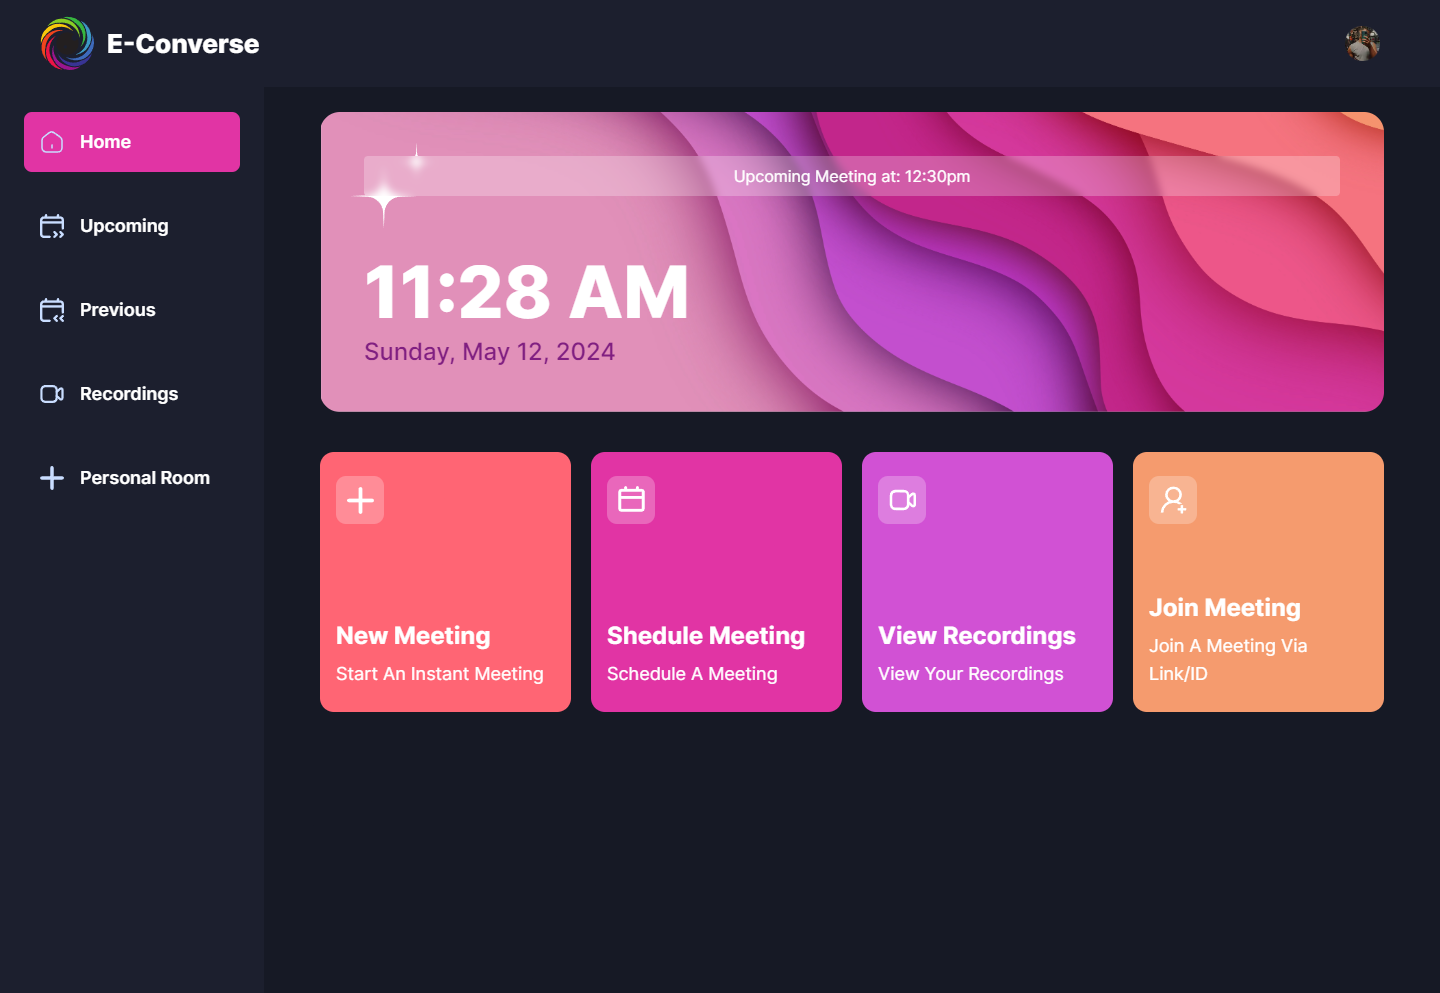 E-Converse
Home
Upcoming
Previous
Recordings
Personal Room
Upcoming Meeting at: 12:30pm
11:28 AM
Sunday, May 12, 2024
New Meeting
Start An Instant Meeting
Shedule Meeting
Schedule A Meeting
View Recordings
View Your Recordings
Join Meeting
Join A Meeting Via
Link/ID